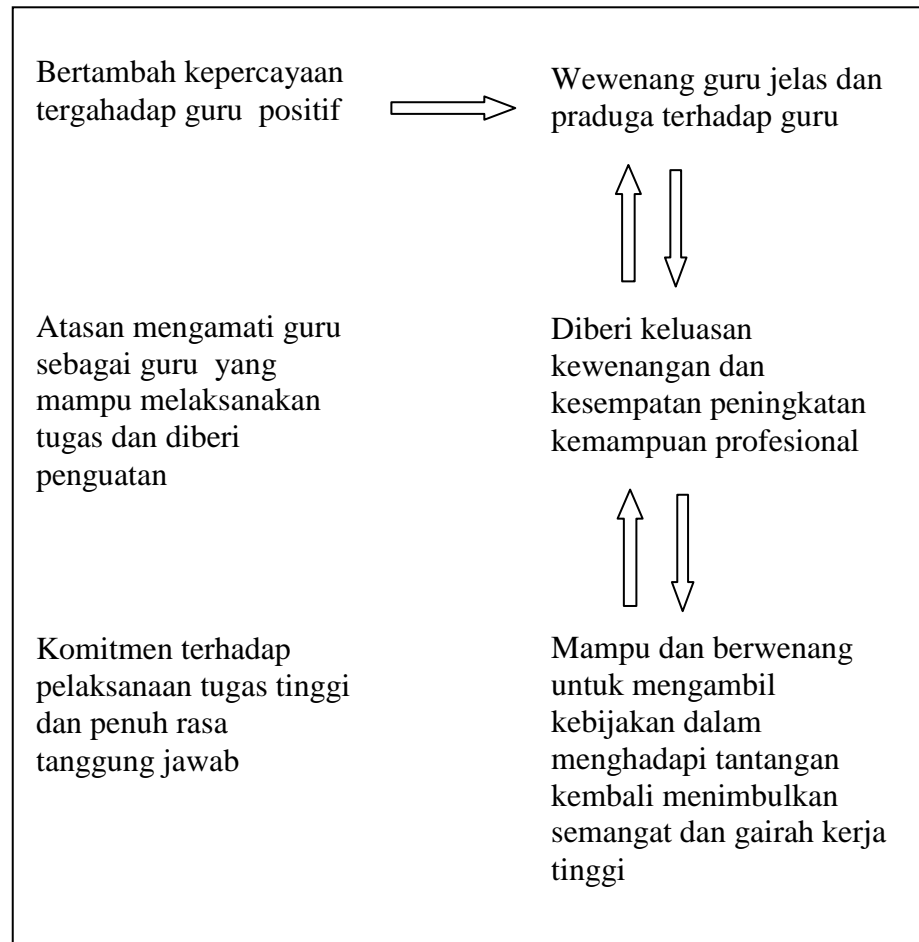 Bertambah kepercayaan
tergahadap guru  positif
Wewenang guru jelas dan
praduga terhadap guru
Atasan mengamati guru
sebagai guru  yang
mampu melaksanakan
tugas dan diberi
penguatan
Diberi keluasan
kewenangan dan
kesempatan peningkatan
kemampuan profesional
Komitmen terhadap
pelaksanaan tugas tinggi
dan penuh rasa
tanggung jawab
Mampu dan berwenang
untuk mengambil
kebijakan dalam
menghadapi tantangan
kembali menimbulkan
semangat dan gairah kerja
tinggi